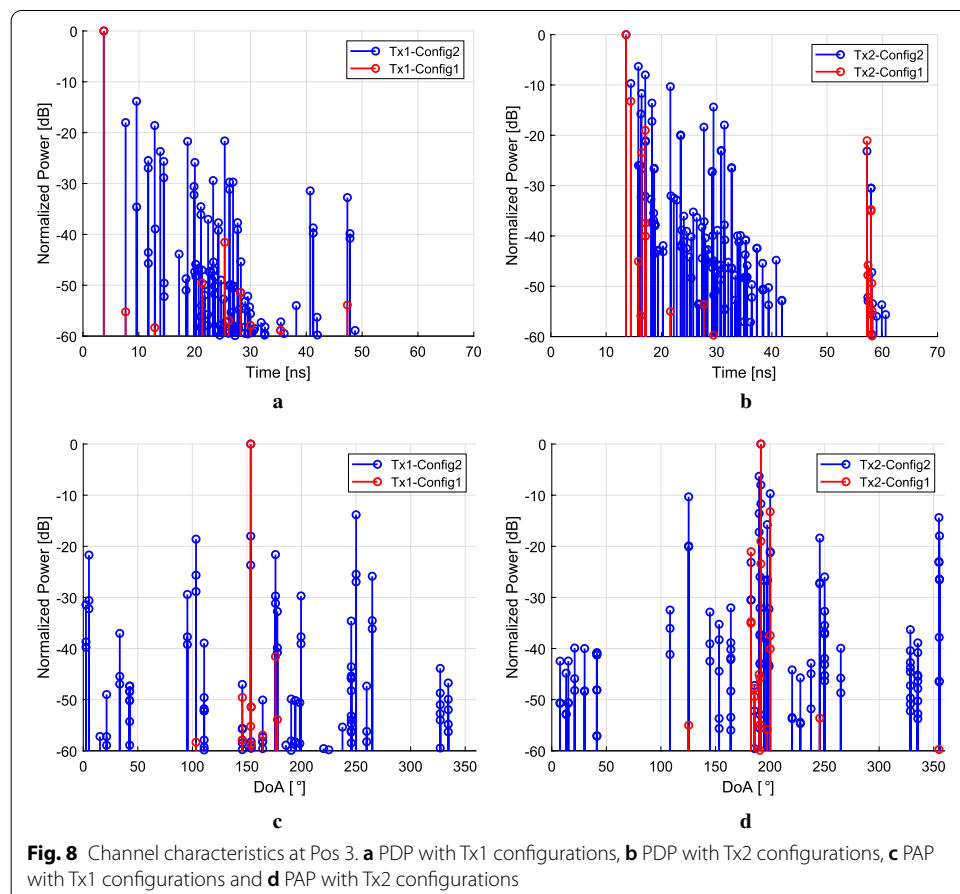 0
-10
-20
-30
-40
-50
-60
Normalized Power [dB]
Tx1-Config2
Tx1-Config1
0 10 20 30 40 50 60 70
Time [ns]
a
0
-10
-20
-30
-40
-50
-60
Normalized Power [dB]
Tx2-Config2
Tx2-Config1
10 20 30 40 50 60 70
0
Time [ns]
b
0
-10
-20
-30
-40
-50
-60
Normalized Power [dB]
Tx1-Config2
Tx1-Config1
0 50 100 150 200 250 300 350
DoA [ °]
c
0
-10
-20
-30
-40
-50
-60
Normalized Power [dB]
Tx2-Config2
Tx2-Config1
0 50 100 150 200 250 300 350
DoA [ °]
d
Fig. 8 Channel characteristics at Pos 3. a PDP with Tx1 configurations, b PDP with Tx2 configurations, c PAP
with Tx1 configurations and d PAP with Tx2 configurations